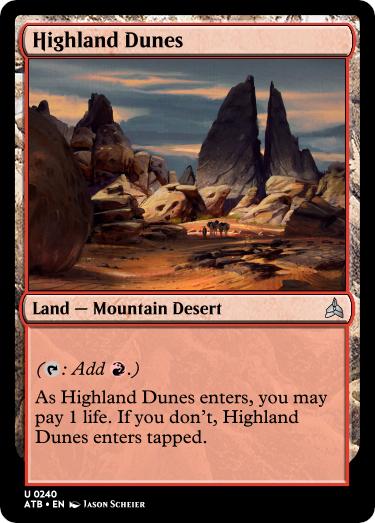 Highland Dunes
Land — Mountain Desert
(: Add .)
As Highland Dunes enters, you may
pay 1 life. If you don't, Highland
Dunes enters tapped.
U 0240
ATB • EN Jason Scheier